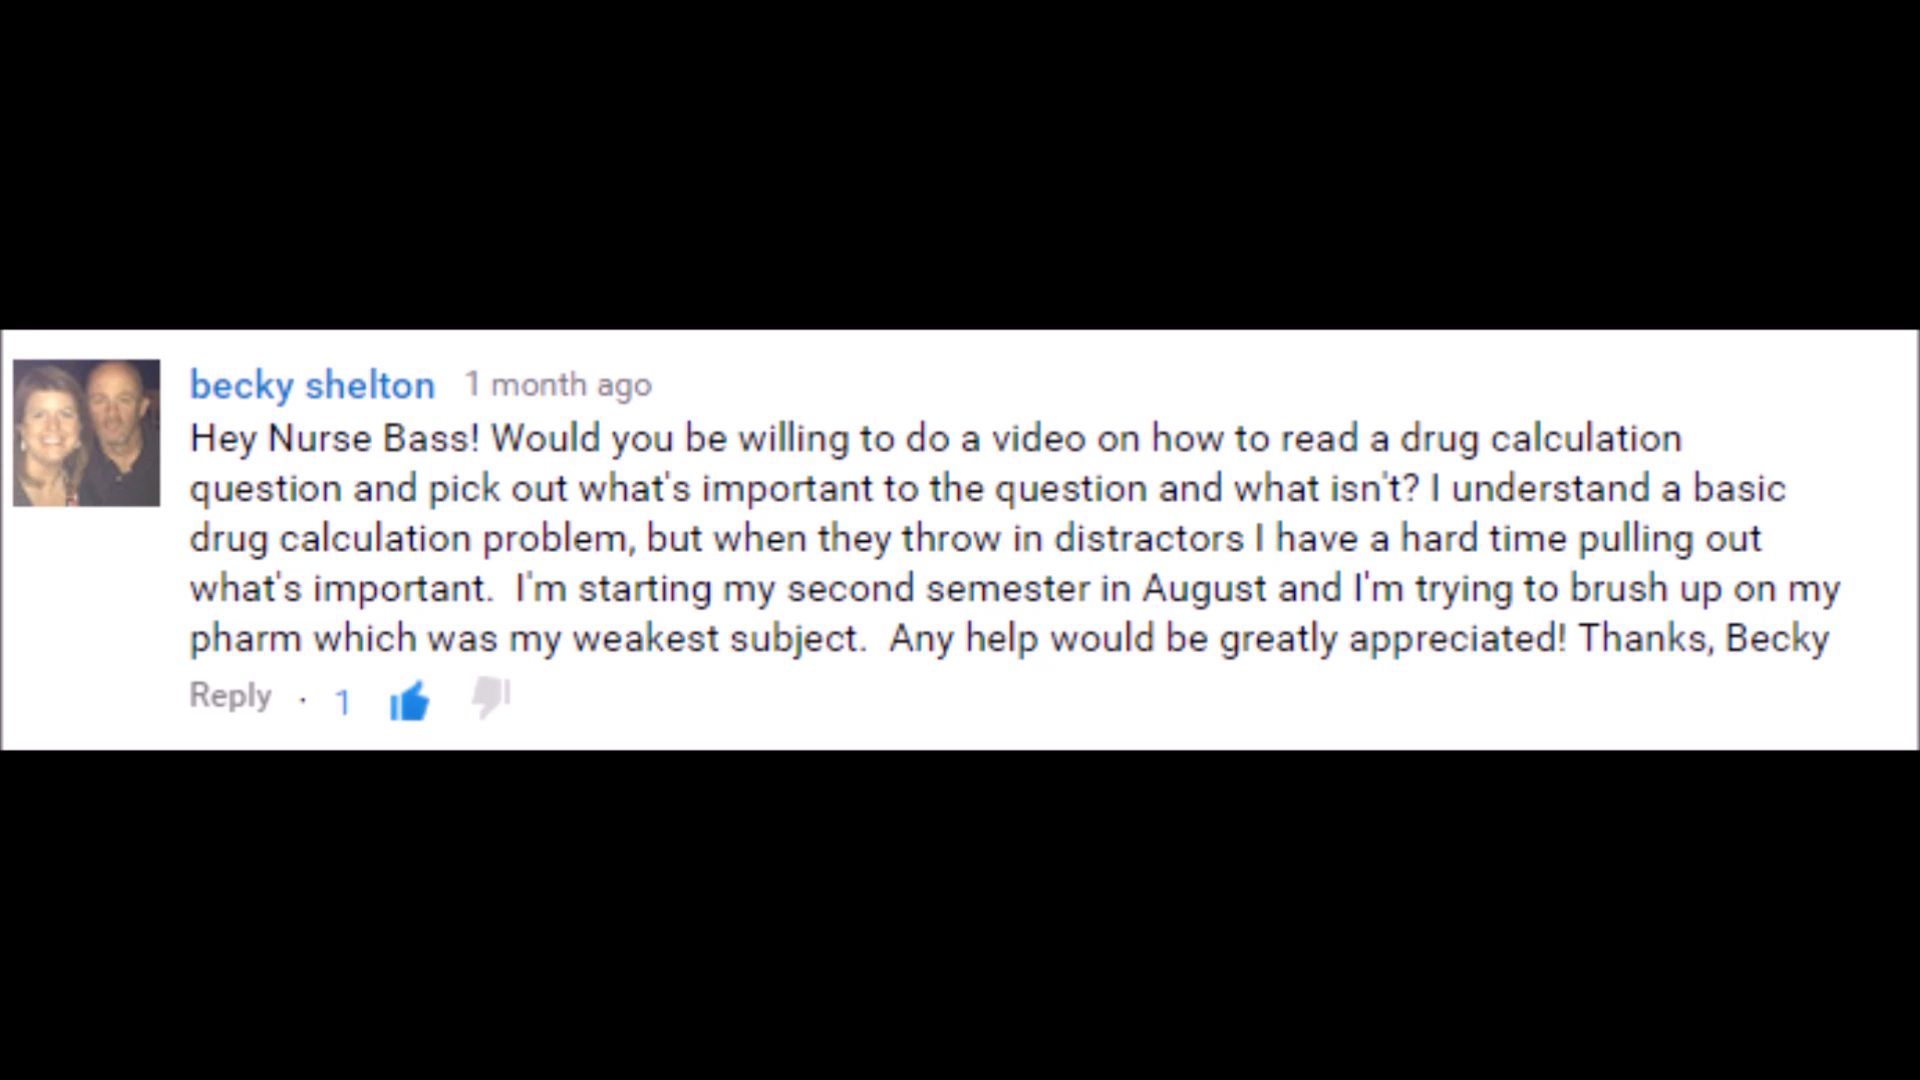 becky shelton 1 month ago
Hey Nurse Bass! Would you be willing to do a video on how to read a drug calculation
question and pick out what's important to the question and what isn't? I understand a basic
drug calculation problem, but when they throw in distractors I have a hard time pulling out
what's important.  I'm starting my second semester in August and I'm trying to brush up on my
pharm which was my weakest subject.  Any help would be greatly appreciated! Thanks, Becky
Reply · 1